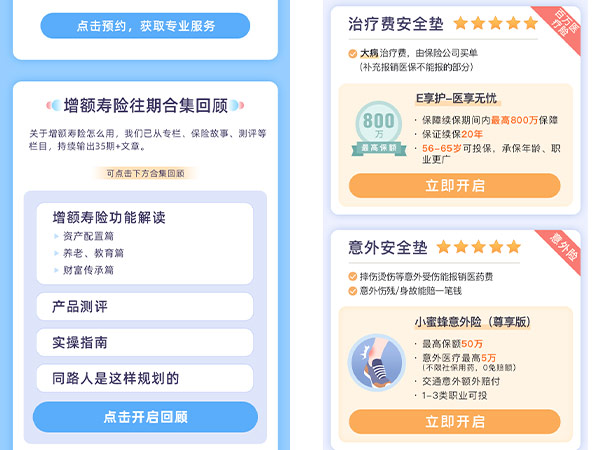 点击预约，获取专业服务
增额寿险往期合集回顾
关于增额寿险怎么用，我们已从专栏、保险故事、测评等
栏目，持续输出35期+文章。
可点击下方合集回顾
增额寿险功能解读
资产配置篇
养老、教育篇
财富传承篇
产品测评
实操指南
同路人是这样规划的
点击开启回顾
治疗费安全垫
百万医
疗险
大病治疗费，由保险公司买单
(补充报销医保不能报的部分)
E享护-医享无忧
800
万
最高保额
· 保障续保期间内最高800万保障
· 保证续保20年
· 56-65岁可投保，承保年龄、职
业更广
立即开启
意外安全垫
意外险
摔伤烫伤等意外受伤能报销医药费
意外伤残/身故能赔一笔钱
小蜜蜂意外险（尊享版）
· 最高保额50万
· 意外医疗最高5万
(不限社保用药，0免赔额)
· 交通意外额外赔付
· 1-3类职业可投
立即开启